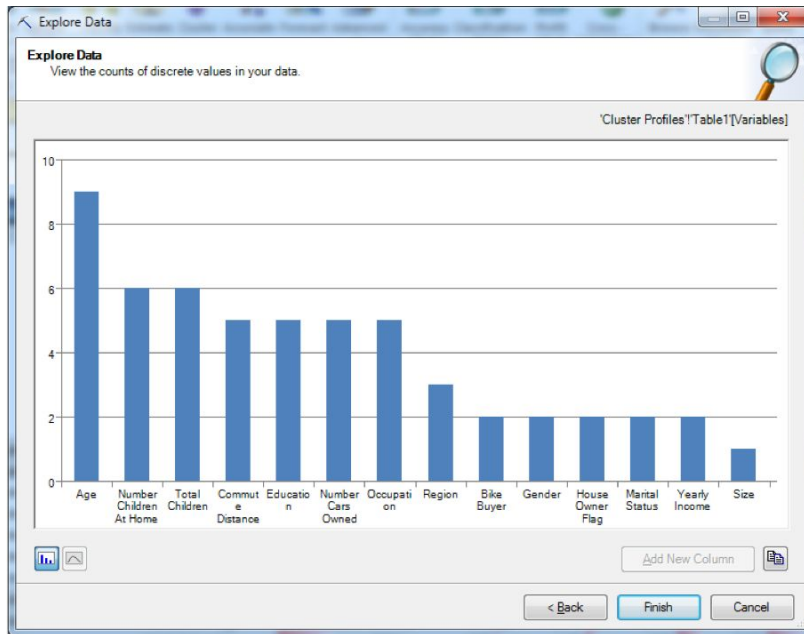 Explore Data
Explore Data
View the counts of discrete values in your data.
'Cluster Profiles'!'Table1'[Variables]
10
8
6
4
2
0
Age
Number
Children
At Home
Total
Children
Commut
e
Distance
Educatio
n
Number
Cars
Owned
Occupati
on
Region
Bike
Buyer
Gender
House
Owner
Flag
Marital
Status
Yearly
Income
Size
Add New Column
< Back
Finish
Cancel